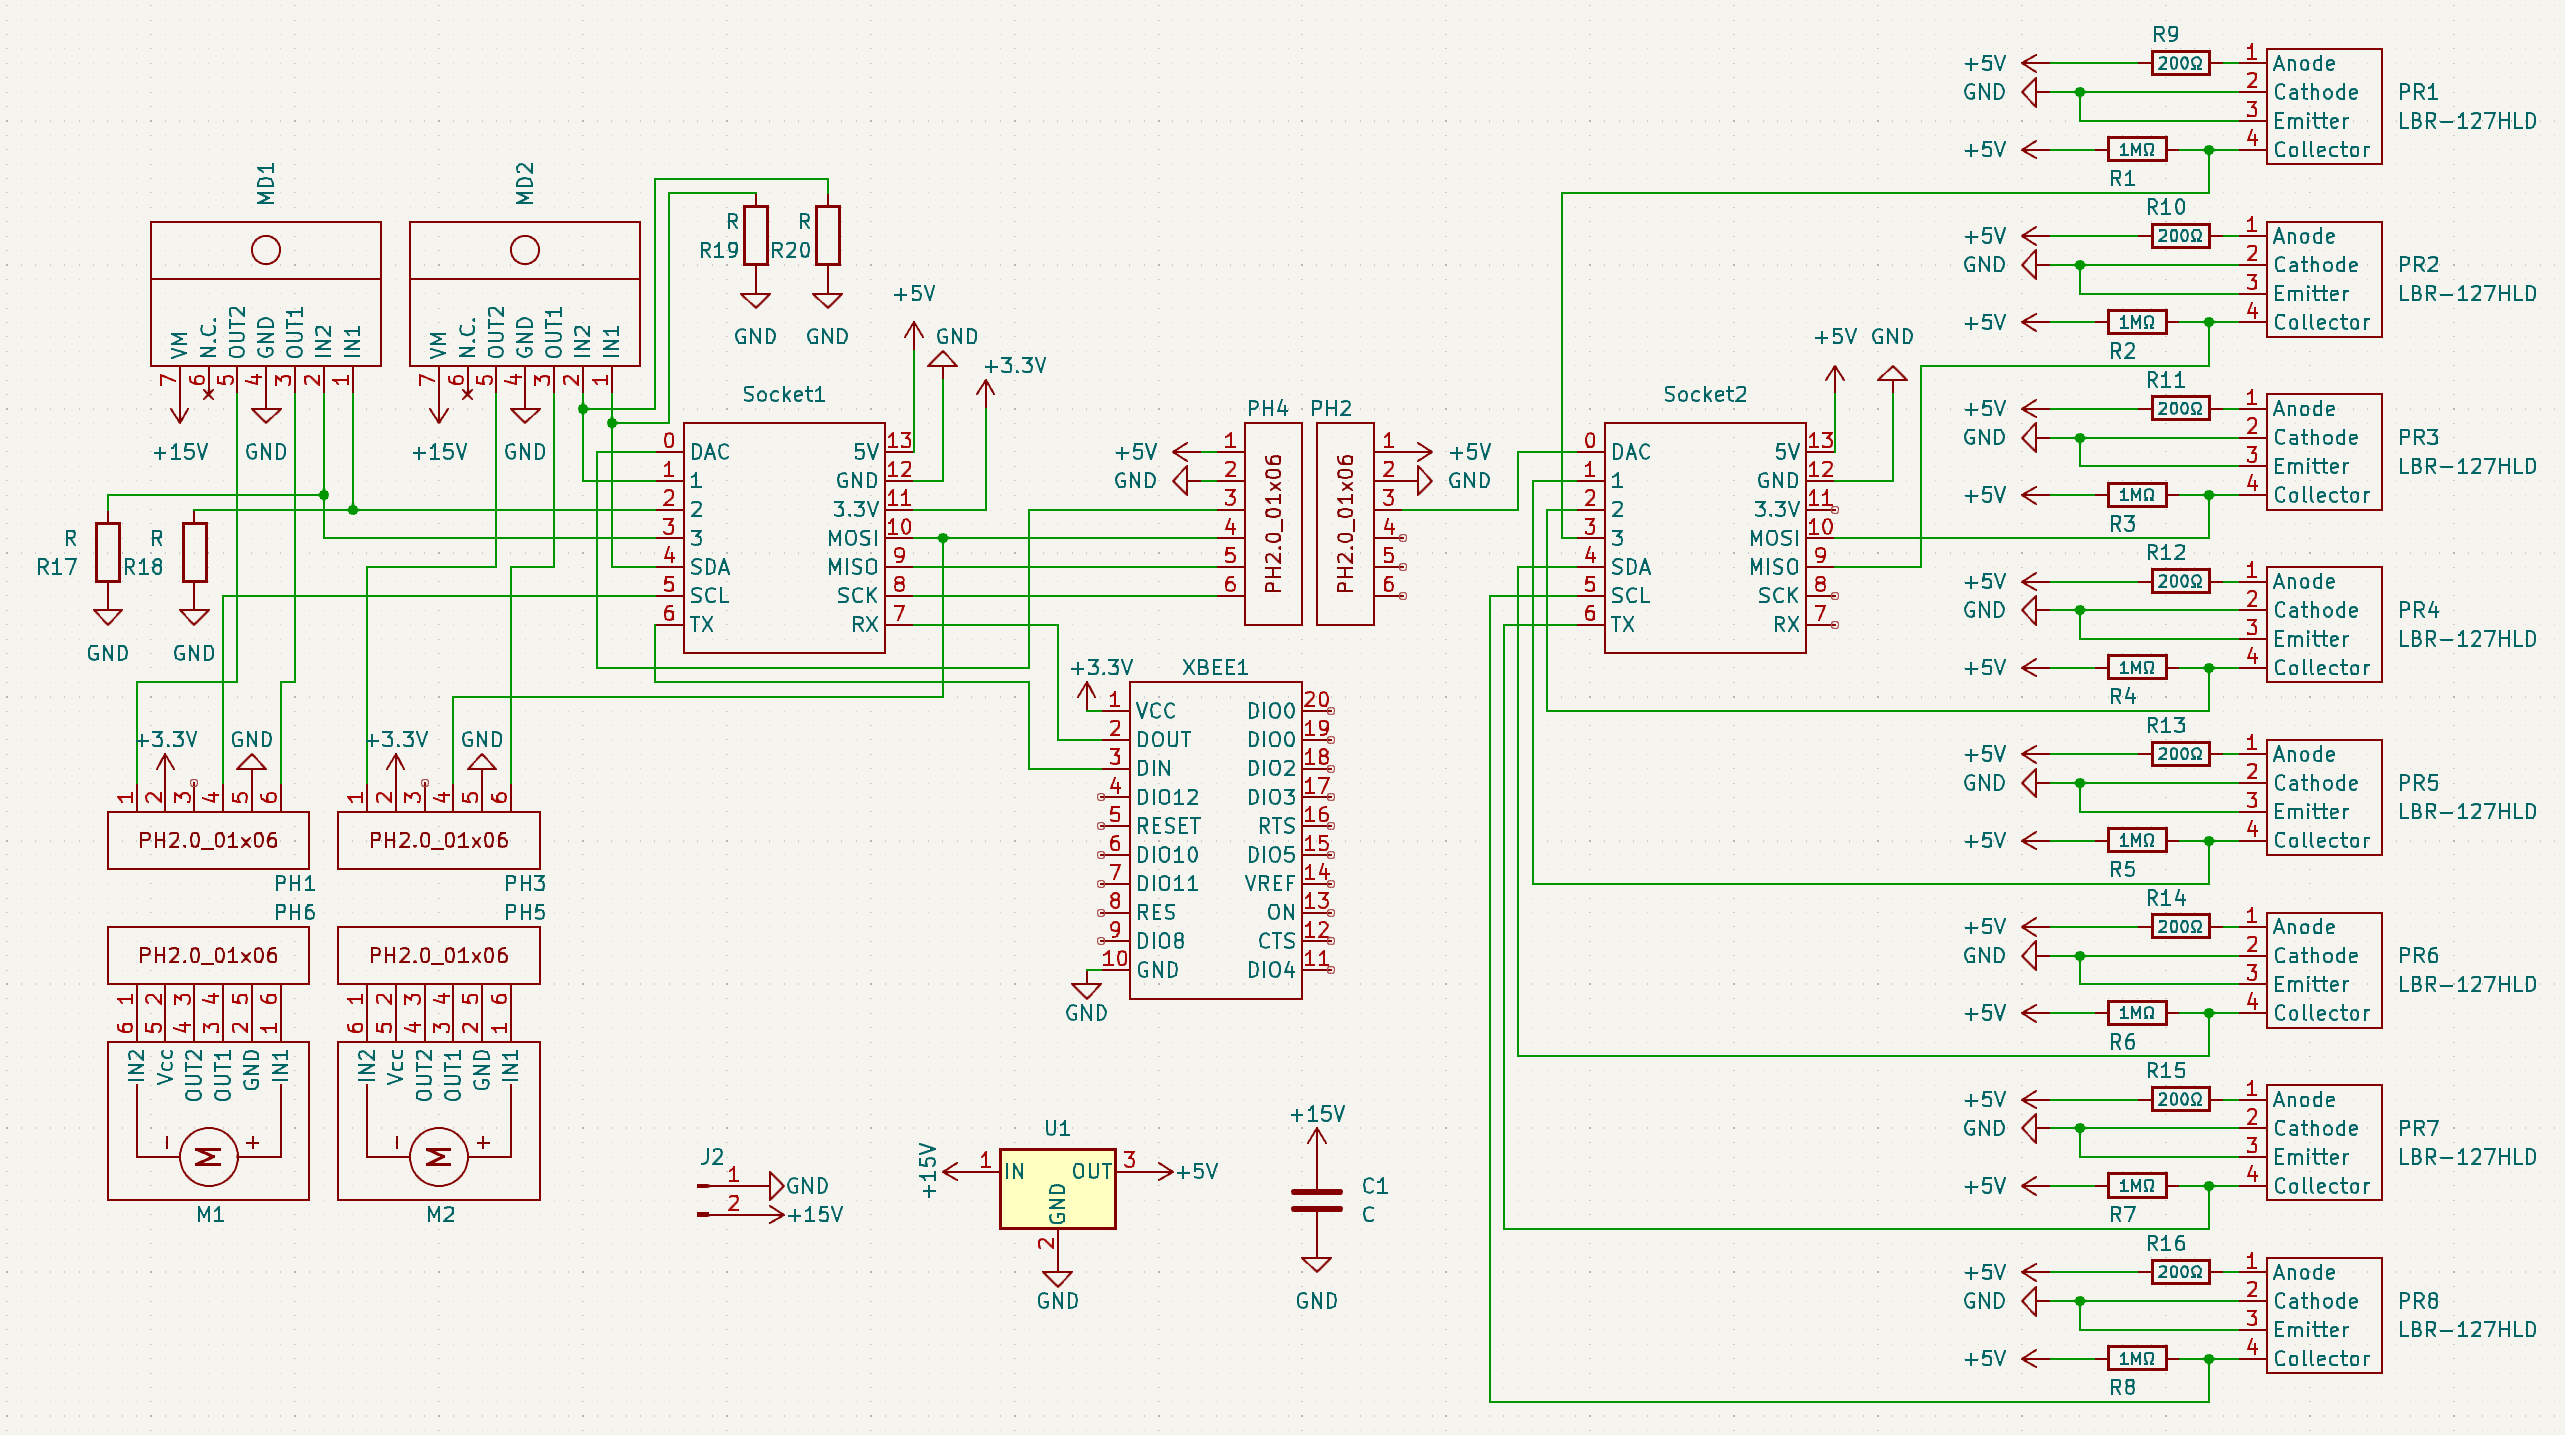 MD1
VM
N.C.
OUT2
GND
OUT1
IN2
IN1
7
6
5
4
3
2
1
+15V
GND
MD2
VM
N.C.
OUT2
GND
OUT1
IN2
IN1
7
6
5
4
3
2
1
+15V
GND
R
R17
GND
R
R18
GND
R
R19
GND
R
R20
GND
Socket1
+5V
GND
+3.3V
0 DAC 5V 13
1 1 GND 12
2 2 3.3V 11
3 3 MOSI 10
4 SDA MISO 9
5 SCL SCK 8
6 TX RX 7
PH4
+5V 1
GND 2
3
4
5
6
PH2.0_01x06
PH2
PH2.0_01x06
1 +5V
2 GND
3
4
5
6
+3.3V
XBEE1
1 VCC DIO0 20
2 DOUT DIO0 19
3 DIN DIO2 18
4 DIO12 DIO3 17
5 RESET RTS 16
6 DIO10 DIO5 15
7 DIO11 VREF 14
8 RES ON 13
9 DIO8 CTS 12
10 GND DIO4 11
GND
+3.3V GND
1 2 3 4 5 6
PH2.0_01x06
PH1
PH6
PH2.0_01x06
1 2 3 4 5 6
6 5 4 3 2 1
IN2 Vcc OUT2 OUT1 GND IN1
- M +
M1
+3.3V GND
1 2 3 4 5 6
PH2.0_01x06
PH3
PH5
PH2.0_01x06
1 2 3 4 5 6
6 5 4 3 2 1
IN2 Vcc OUT2 OUT1 GND IN1
- M +
M2
J2
1 GND
2 +15V
U1
+15V 1 IN OUT 3 +5V
GND
2
GND
+15V
C1
C
GND
Socket2
+5V GND
0 DAC 5V 13
1 1 GND 12
2 2 3.3V 11
3 3 MOSI 10
4 SDA MISO 9
5 SCL SCK 8
6 TX RX 7
R9
+5V 200Ω 1 Anode
GND 2 Cathode PR1
3 Emitter LBR-127HLD
+5V 1MΩ 4 Collector
R1
R10
+5V 200Ω 1 Anode
GND 2 Cathode PR2
3 Emitter LBR-127HLD
+5V 1MΩ 4 Collector
R2
R11
+5V 200Ω 1 Anode
GND 2 Cathode PR3
3 Emitter LBR-127HLD
+5V 1MΩ 4 Collector
R3
R12
+5V 200Ω 1 Anode
GND 2 Cathode PR4
3 Emitter LBR-127HLD
+5V 1MΩ 4 Collector
R4
R13
+5V 200Ω 1 Anode
GND 2 Cathode PR5
3 Emitter LBR-127HLD
+5V 1MΩ 4 Collector
R5
R14
+5V 200Ω 1 Anode
GND 2 Cathode PR6
3 Emitter LBR-127HLD
+5V 1MΩ 4 Collector
R6
R15
+5V 200Ω 1 Anode
GND 2 Cathode PR7
3 Emitter LBR-127HLD
+5V 1MΩ 4 Collector
R7
R16
+5V 200Ω 1 Anode
GND 2 Cathode PR8
3 Emitter LBR-127HLD
+5V 1MΩ 4 Collector
R8